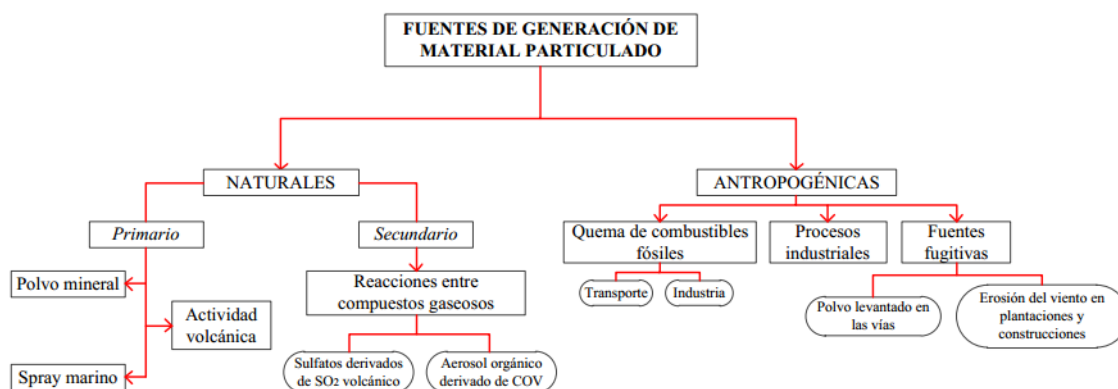 FUENTES DE GENERACIÓN DE
MATERIAL PARTICULADO
NATURALES
ANTROPOGÉNICAS
Primario
Secundario
Quema de combustibles
fósiles
Procesos
industriales
Fuentes
fugitivas
Polvo mineral
Reacciones entre
compuestos gaseosos
Transporte
Industria
Actividad
volcánica
Polvo levantado en
las vías
Erosión del viento en
plantaciones y
construcciones
Spray marino
Sulfatos derivados
de SO₂ volcánico
Aerosol orgánico
derivado de COV